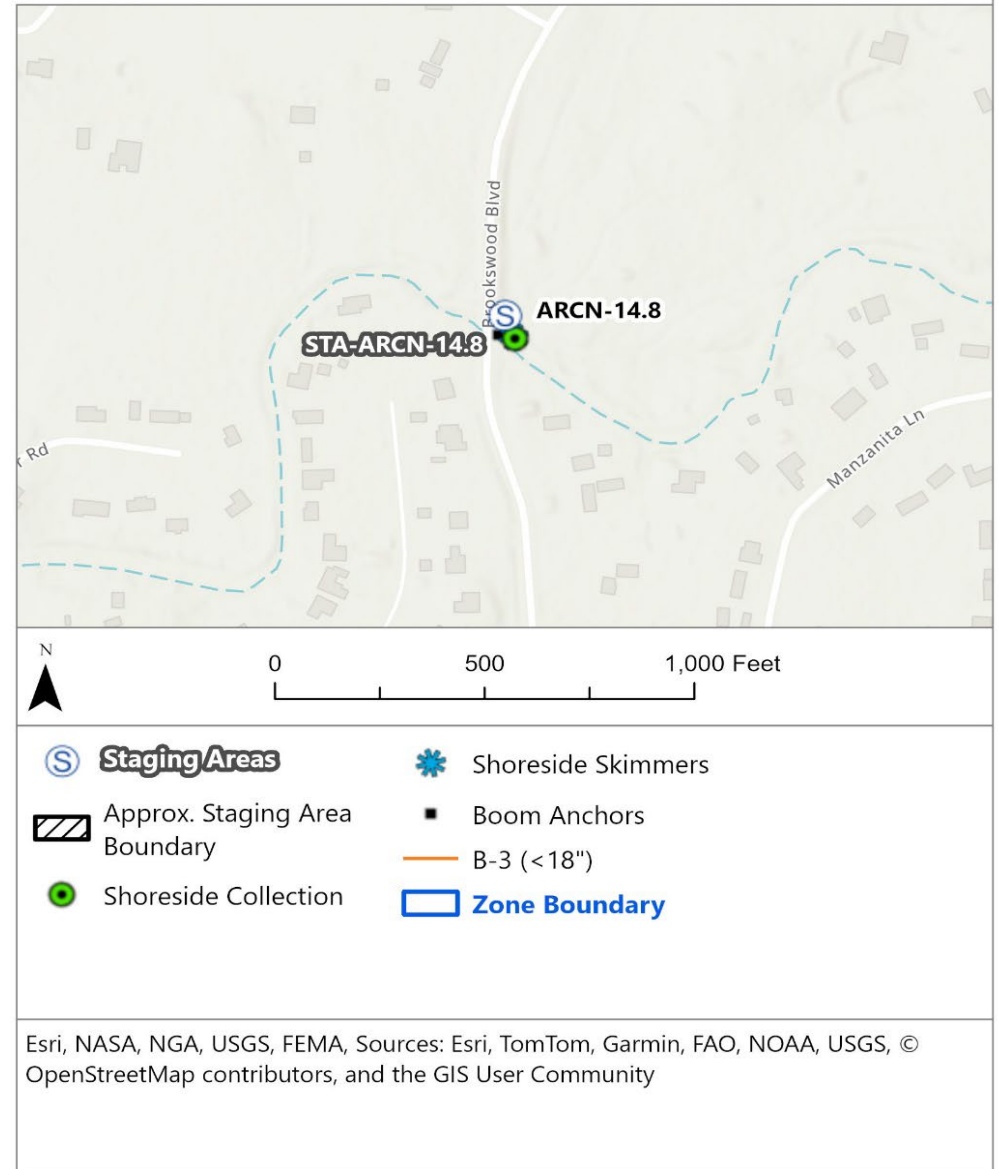 Brookswood Blvd
S
ARCN-14.8
STA-ARCN-14.8
r Rd
Manzanita Ln
N
0 500 1,000 Feet
S Staging Areas
Approx. Staging Area
Boundary
Shoreside Collection
Shoreside Skimmers
Boom Anchors
B-3 (<18")
Zone Boundary
Esri, NASA, NGA, USGS, FEMA, Sources: Esri, TomTom, Garmin, FAO, NOAA, USGS, ©
OpenStreetMap contributors, and the GIS User Community